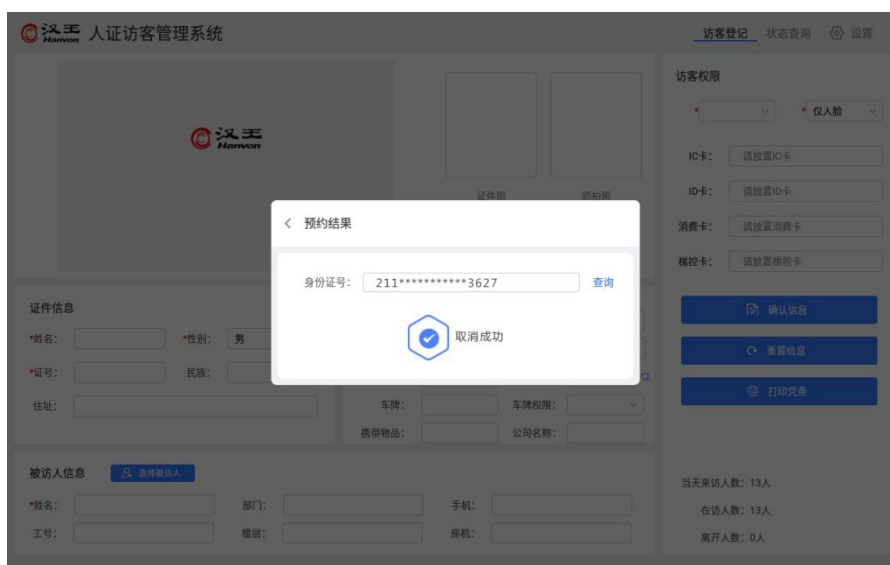 汉王 Hanvon 人证访客管理系统 访客登记 状态查询 设置
访客权限
* * 仅人脸
汉王
Hanvon
IC卡： 请放置IC卡
证件照 抓拍照
ID卡： 请放置ID卡
预约结果
消费卡： 请放置消费卡
梯控卡： 请放置梯控卡
身份证号： 211***********3627 查询
取消成功
证件信息
*姓名： *性别： 男
*证号： 民族：
住址：
车牌： 车牌权限：
携带物品： 公司名称：
确认信息
重置信息
打印凭条
被访人信息 选择被访人
*姓名： 部门： 手机：
工号： 楼层： 座机：
当天来访人数：13人
在访人数：13人
离开人数：0人